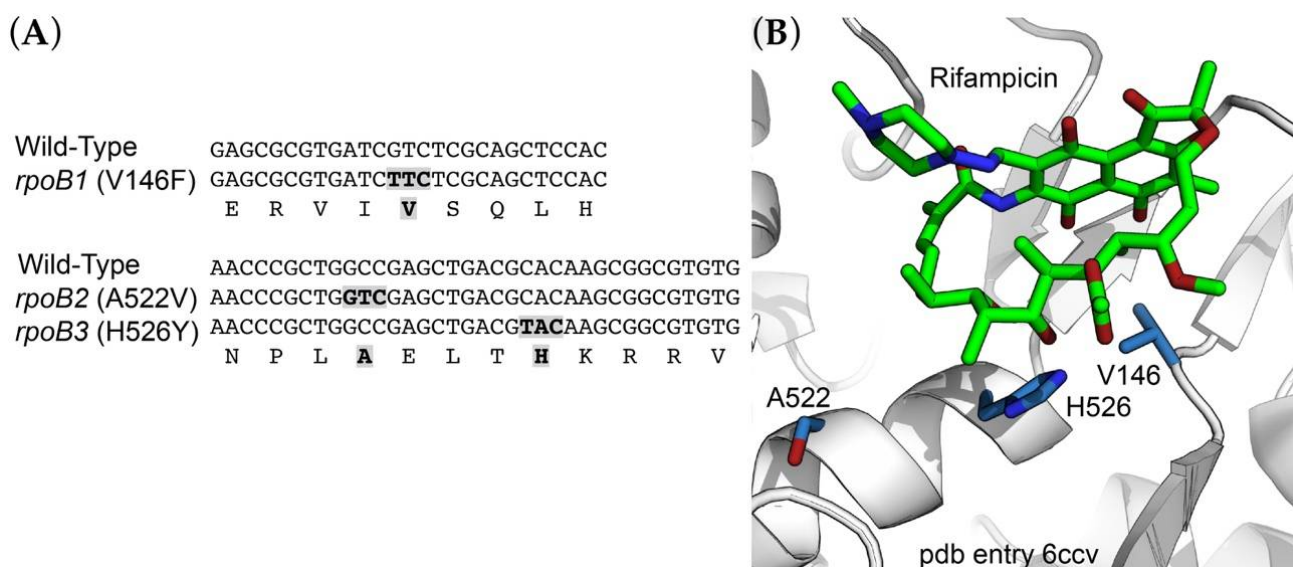 (A)
Wild-Type GAGCGCGTGATCGTCTCGCAGCTCCAC
rpoB1 (V146F) GAGCGCGTGATCTTCTCGCAGCTCCAC
E R V I V S Q L H
Wild-Type AACCCGCTGGCCGAGCTGACGCACAAGCGGCGTGTG
rpoB2 (A522V) AACCCGCTGGTCGAGCTGACGCACAAGCGGCGTGTG
rpoB3 (H526Y) AACCCGCTGGCCGAGCTGACGTACAAGCGGCGTGTG
N P L A E L T H K R R V
(B)
Rifampicin
V146
A522
H526
pdb entry 6ccv